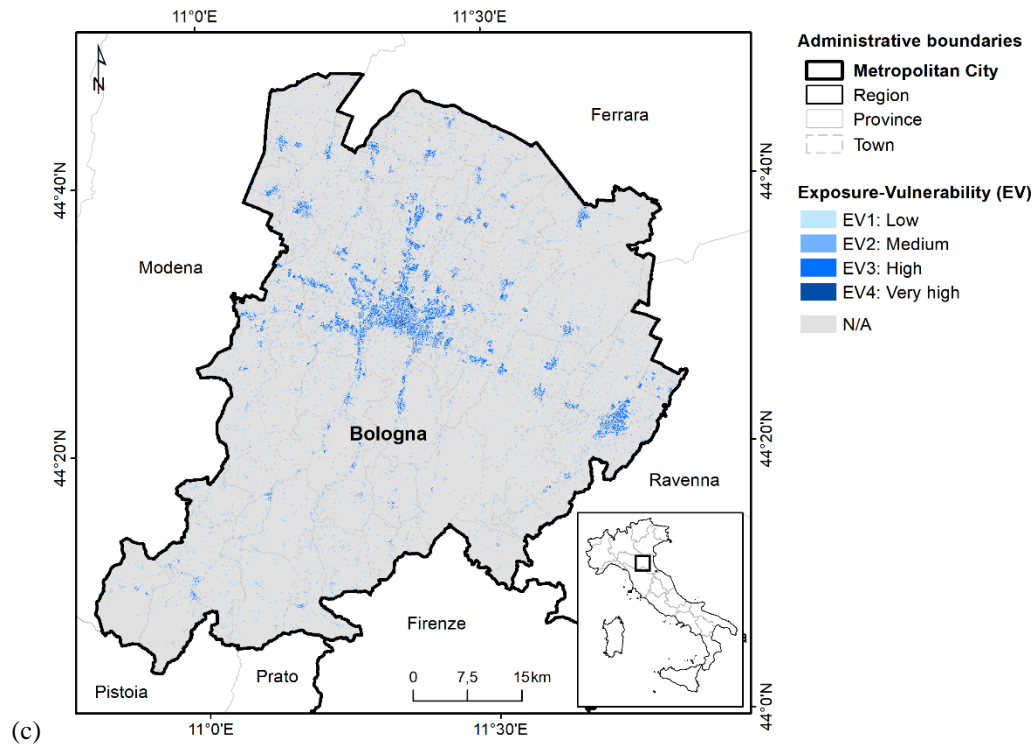 11°0'E
11°30'E
N
Ferrara
44°40'N
44°40'N
Modena
Bologna
44°20'N
44°20'N
Ravenna
Firenze
Prato
Pistoia
0 7,5 15 km
44°0'N
(c)
11°0'E
11°30'E
Administrative boundaries
Metropolitan City
Region
Province
Town
Exposure-Vulnerability (EV)
EV1: Low
EV2: Medium
EV3: High
EV4: Very high
N/A